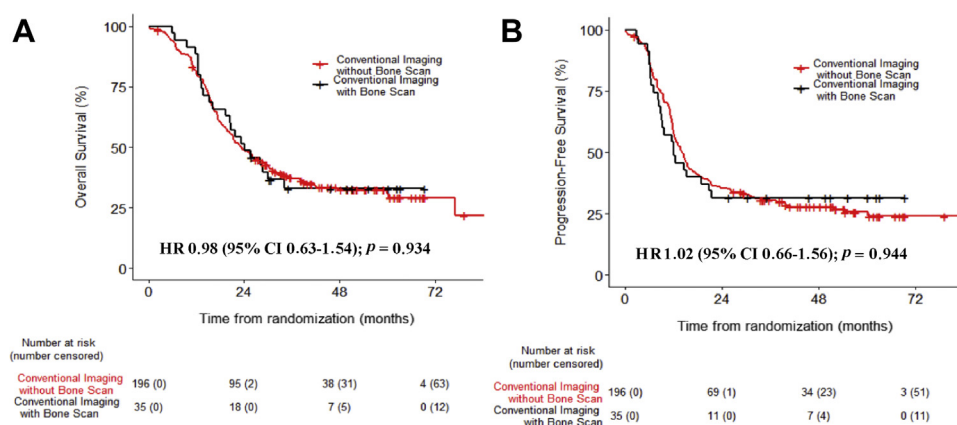 A
Overall Survival (%)
100
75
50
25
0
Conventional Imaging
without Bone Scan
Conventional Imaging
with Bone Scan
HR 0.98 (95% CI 0.63-1.54); p = 0.934
0 24 48 72
Time from randomization (months)
Number at risk
(number censored)
Conventional Imaging
without Bone Scan
196 (0) 95 (2) 38 (31) 4 (63)
Conventional Imaging
with Bone Scan
35 (0) 18 (0) 7 (5) 0 (12)
B
Progression-Free Survival (%)
100
75
50
25
0
Conventional Imaging
without Bone Scan
Conventional Imaging
with Bone Scan
HR 1.02 (95% CI 0.66-1.56); p = 0.944
0 24 48 72
Time from randomization (months)
Number at risk
(number censored)
Conventional Imaging
without Bone Scan
196 (0) 69 (1) 34 (23) 3 (51)
Conventional Imaging
with Bone Scan
35 (0) 11 (0) 7 (4) 0 (11)